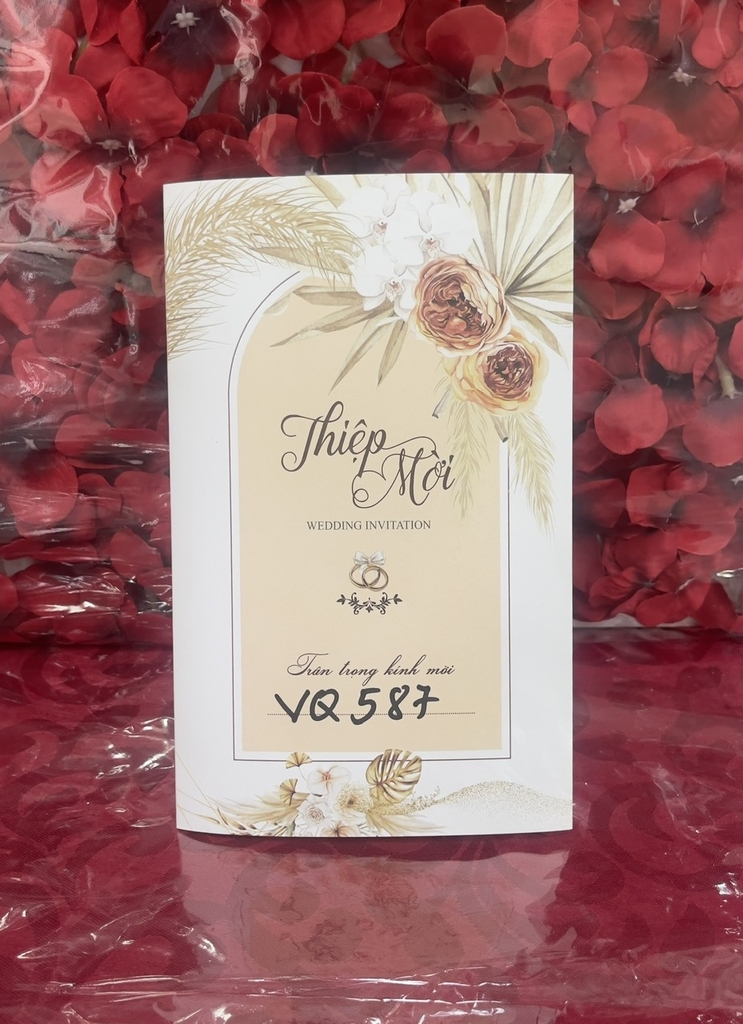 Thiệp
Mời
WEDDING INVITATION
Trân trọng kính mời
VQ 587